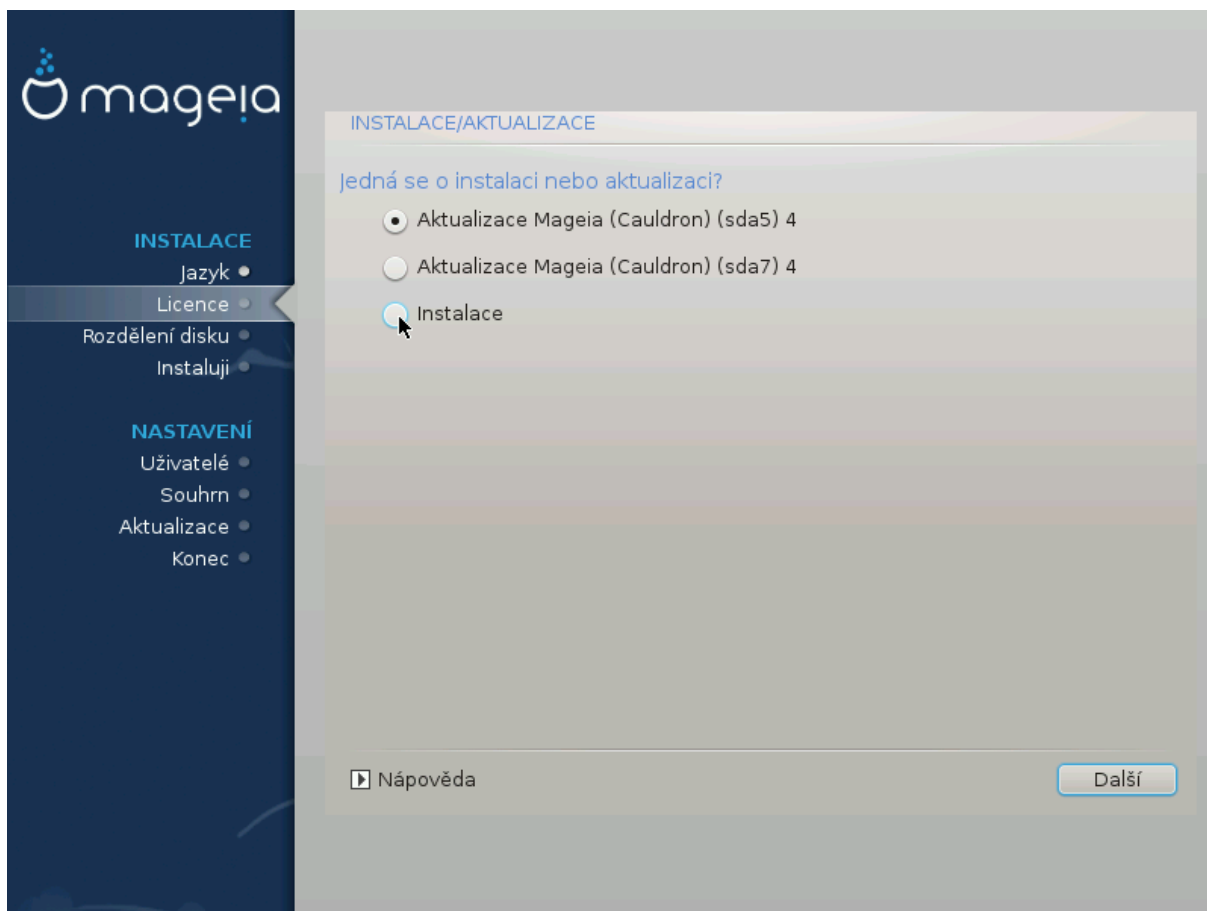 mageia
INSTALACE
Jazyk
Licence
Rozdělení disku
Instaluji
NASTAVENÍ
Uživatelé
Souhrn
Aktualizace
Konec
INSTALACE/AKTUALIZACE
Jedná se o instalaci nebo aktualizaci?
Aktualizace Mageia (Cauldron) (sda5) 4
Aktualizace Mageia (Cauldron) (sda7) 4
Instalace
Nápověda
Další